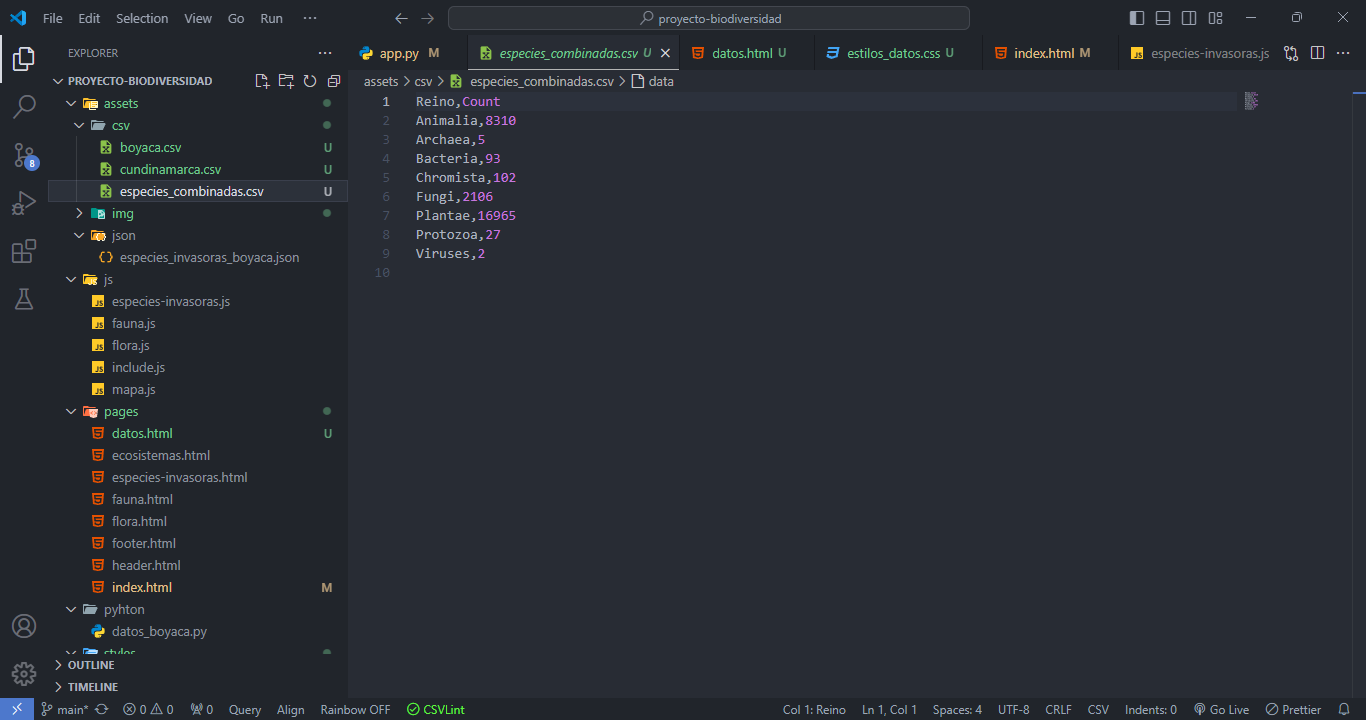 File Edit Selection View Go Run ··· proyecto-biodiversidad
EXPLORER ···
PROYECTO-BIODIVERSIDAD
assets
csv
boyaca.csv U
cundinamarca.csv U
especies_combinadas.csv U
img
json
especies_invasoras_boyaca.json
js
especies-invasoras.js
fauna.js
flora.js
include.js
mapa.js
pages
datos.html U
ecosistemas.html
especies-invasoras.html
fauna.html
flora.html
footer.html
header.html
index.html M
pyhton
datos_boyaca.py
styles
OUTLINE
TIMELINE
8
app.py M especies_combinadas.csv U datos.html U estilos_datos.css U index.html M especies-invasoras.js ···
assets > csv > especies_combinadas.csv > data
1 Reino,Count
2 Animalia,8310
3 Archaea,5
4 Bacteria,93
5 Chromista,102
6 Fungi,2106
7 Plantae,16965
8 Protozoa,27
9 Viruses,2
10
main* 0 0 0 Query Align Rainbow OFF CSVLint Col 1: Reino Ln 1, Col 1 Spaces: 4 UTF-8 CRLF CSV Indents: 0 Go Live Prettier